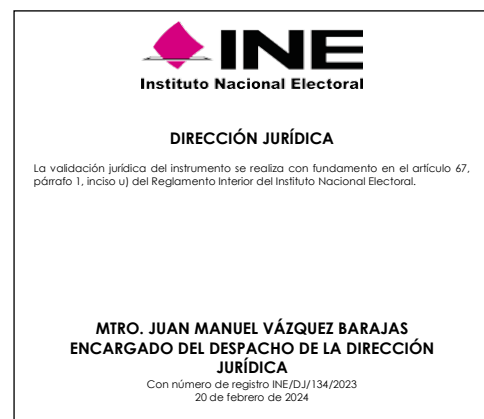 INE
Instituto Nacional Electoral
DIRECCIÓN JURÍDICA
La validación jurídica del instrumento se realiza con fundamento en el artículo 67,
párrafo 1, inciso u) del Reglamento Interior del Instituto Nacional Electoral.
MTRO. JUAN MANUEL VÁZQUEZ BARAJAS
ENCARGADO DEL DESPACHO DE LA DIRECCIÓN
JURÍDICA
Con número de registro INE/DJ/134/2023
20 de febrero de 2024